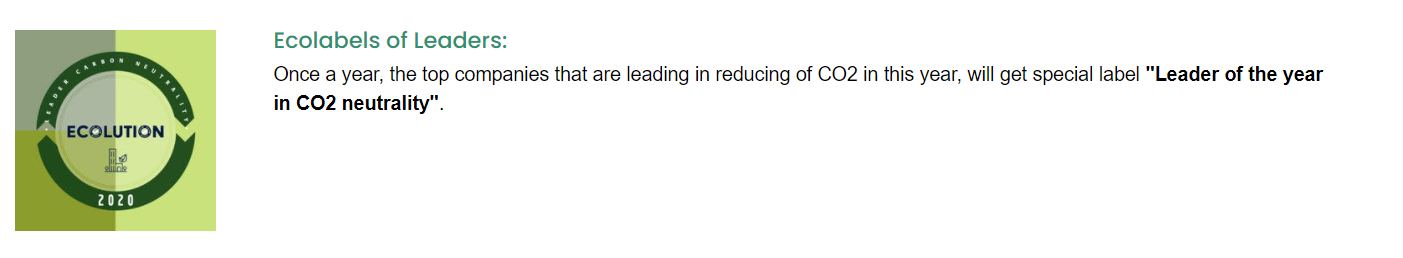 LEADER CARBON NEUTRALITY
ECOLUTION
2020
Ecolabels of Leaders:
Once a year, the top companies that are leading in reducing of CO2 in this year, will get special label "Leader of the year
in CO2 neutrality".